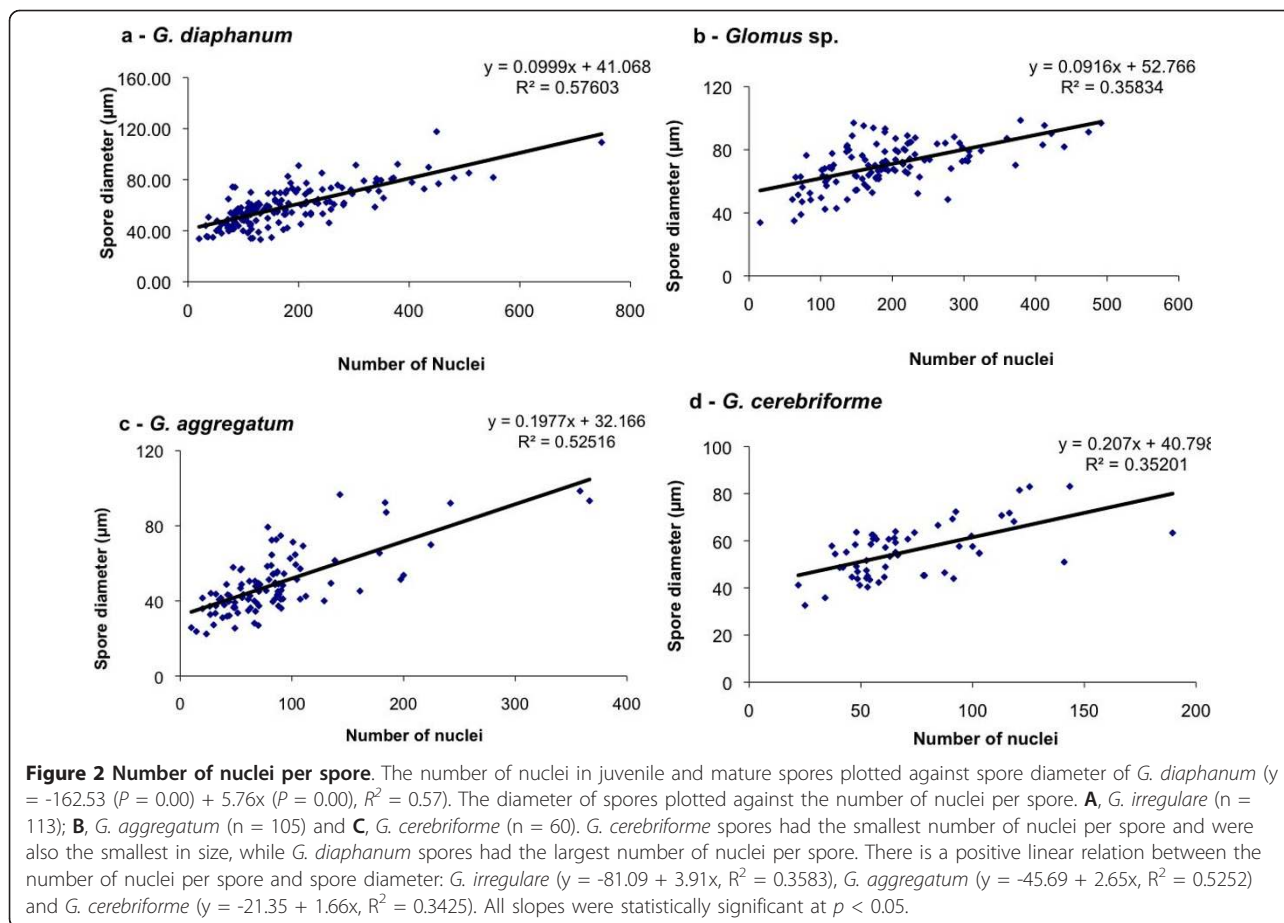 a - G. diaphanum
y = 0.0999x + 41.068
R² = 0.57603
Spore diameter (µm)
160.00
120.00
80.00
40.00
0.00
0 200 400 600 800
Number of Nuclei
b - Glomus sp.
y = 0.0916x + 52.766
R² = 0.35834
Spore diameter (µm)
120
80
40
0
0 100 200 300 400 500 600
Number of nuclei
c - G. aggregatum
y = 0.1977x + 32.166
R² = 0.52516
Spore diameter (µm)
120
80
40
0
0 100 200 300 400
Number of nuclei
d - G. cerebriforme
y = 0.207x + 40.798
R² = 0.35201
Spore diameter (µm)
100
80
60
40
20
0
0 50 100 150 200
Number of nuclei
Figure 2 Number of nuclei per spore. The number of nuclei in juvenile and mature spores plotted against spore diameter of G. diaphanum (y
= -162.53 (P = 0.00) + 5.76x (P = 0.00), R² = 0.57). The diameter of spores plotted against the number of nuclei per spore. A, G. irregulare (n =
113); B, G. aggregatum (n = 105) and C, G. cerebriforme (n = 60). G. cerebriforme spores had the smallest number of nuclei per spore and were
also the smallest in size, while G. diaphanum spores had the largest number of nuclei per spore. There is a positive linear relation between the
number of nuclei per spore and spore diameter: G. irregulare (y = -81.09 + 3.91x, R² = 0.3583), G. aggregatum (y = -45.69 + 2.65x, R² = 0.5252)
and G. cerebriforme (y = -21.35 + 1.66x, R² = 0.3425). All slopes were statistically significant at p < 0.05.